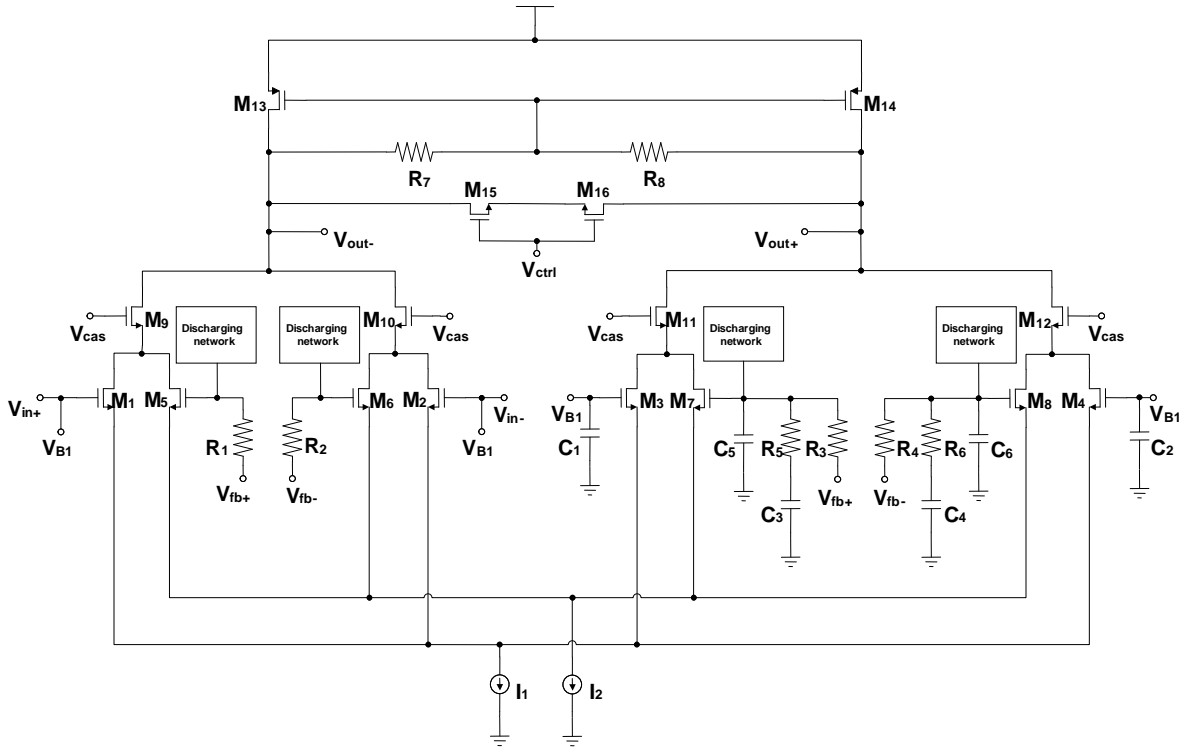 M13
M14
R7
R8
M15
M16
Vout-
Vout+
Vctrl
M9
Vcas
Discharging
network
Discharging
network
M10
Vcas
M11
Vcas
Discharging
network
Discharging
network
M12
Vcas
Vin+
M1
M5
VB1
R1
Vfb+
R2
Vfb-
M6
M2
Vin-
VB1
VB1
M3
M7
C1
C5
R5
R3
Vfb+
C3
R4
Vfb-
R6
C6
C4
M8
M4
VB1
C2
I1
I2